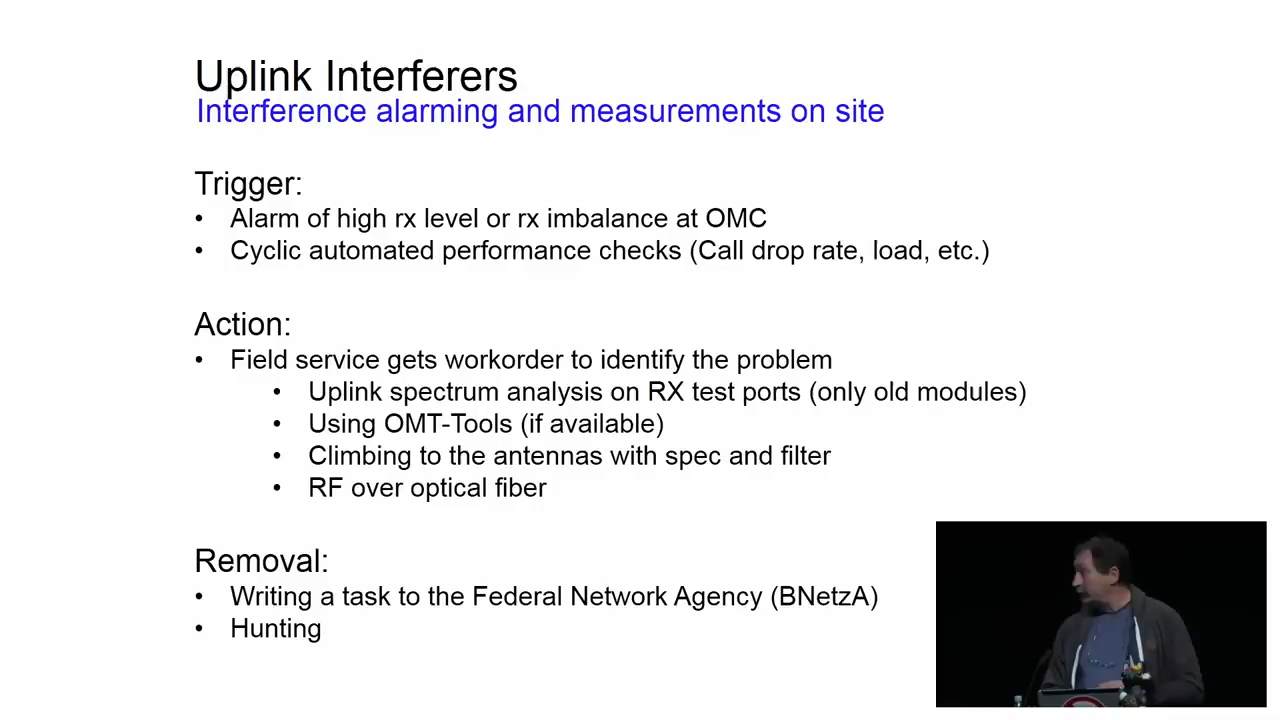 Uplink Interferers
Interference alarming and measurements on site
Trigger:
• Alarm of high rx level or rx imbalance at OMC
• Cyclic automated performance checks (Call drop rate, load, etc.)
Action:
• Field service gets workorder to identify the problem
• Uplink spectrum analysis on RX test ports (only old modules)
• Using OMT-Tools (if available)
• Climbing to the antennas with spec and filter
• RF over optical fiber
Removal:
• Writing a task to the Federal Network Agency (BNetzA)
• Hunting